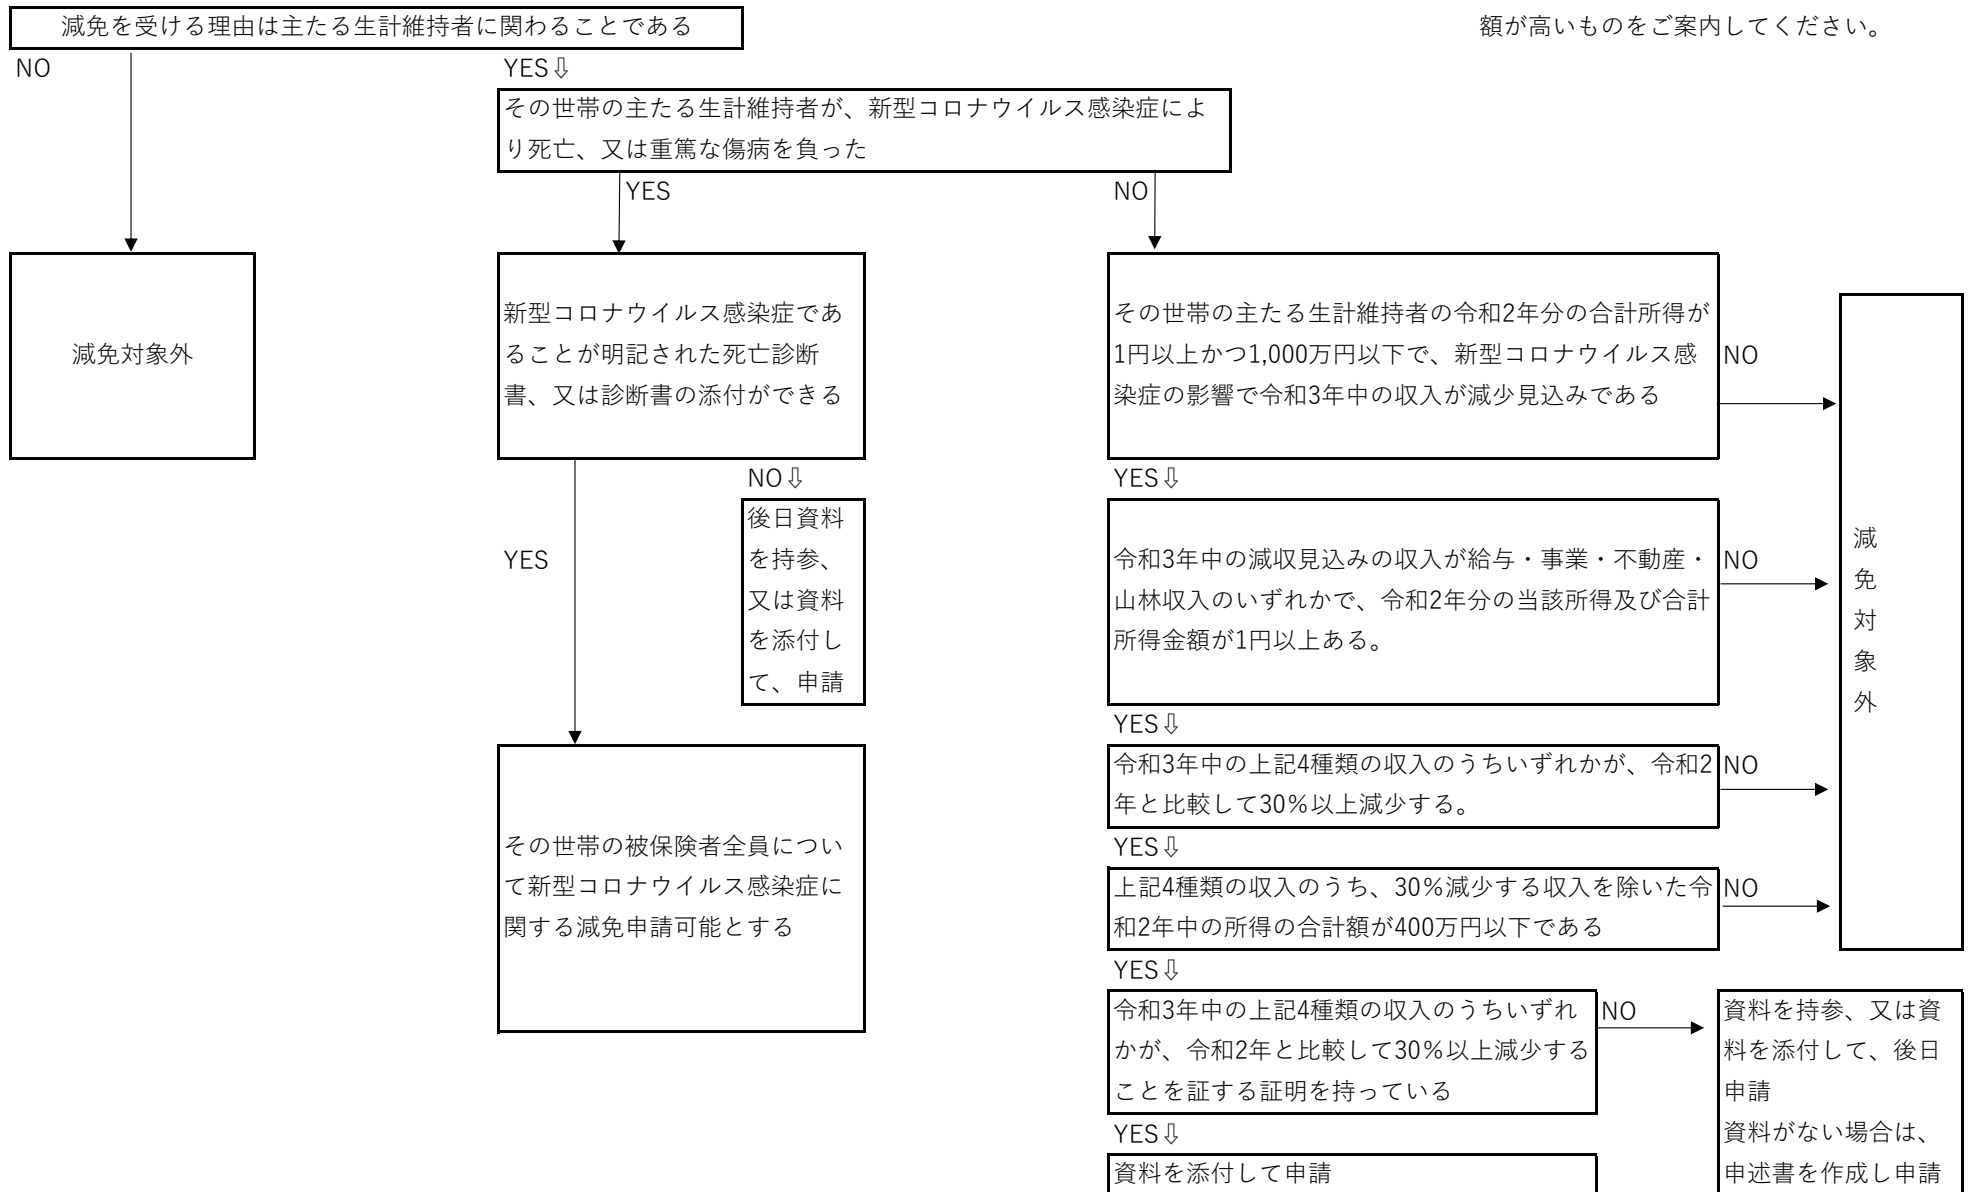 減免を受ける理由は主たる生計維持者に関わることである
額が高いものをご案内してください。
NO
YES⇩
その世帯の主たる生計維持者が、新型コロナウイルス感染症によ
り死亡、又は重篤な傷病を負った
YES
NO
減免対象外
新型コロナウイルス感染症であ
ることが明記された死亡診断
書、又は診断書の添付ができる
その世帯の主たる生計維持者の令和2年分の合計所得が
1円以上かつ1,000万円以下で、新型コロナウイルス感
染症の影響で令和3年中の収入が減少見込みである
NO
NO⇩
後日資料
を持参、
又は資料
を添付し
て、申請
YES
YES⇩
令和3年中の減収見込みの収入が給与・事業・不動産・
山林収入のいずれかで、令和2年分の当該所得及び合計
所得金額が1円以上ある。
NO
減
免
対
象
外
YES⇩
令和3年中の上記4種類の収入のうちいずれかが、令和2
年と比較して30％以上減少する。
NO
その世帯の被保険者全員につい
て新型コロナウイルス感染症に
関する減免申請可能とする
YES⇩
上記4種類の収入のうち、30％減少する収入を除いた令
和2年中の所得の合計額が400万円以下である
NO
YES⇩
令和3年中の上記4種類の収入のうちいずれ
かが、令和2年と比較して30％以上減少する
ことを証する証明を持っている
NO
資料を持参、又は資
料を添付して、後日
申請
資料がない場合は、
申述書を作成し申請
YES⇩
資料を添付して申請